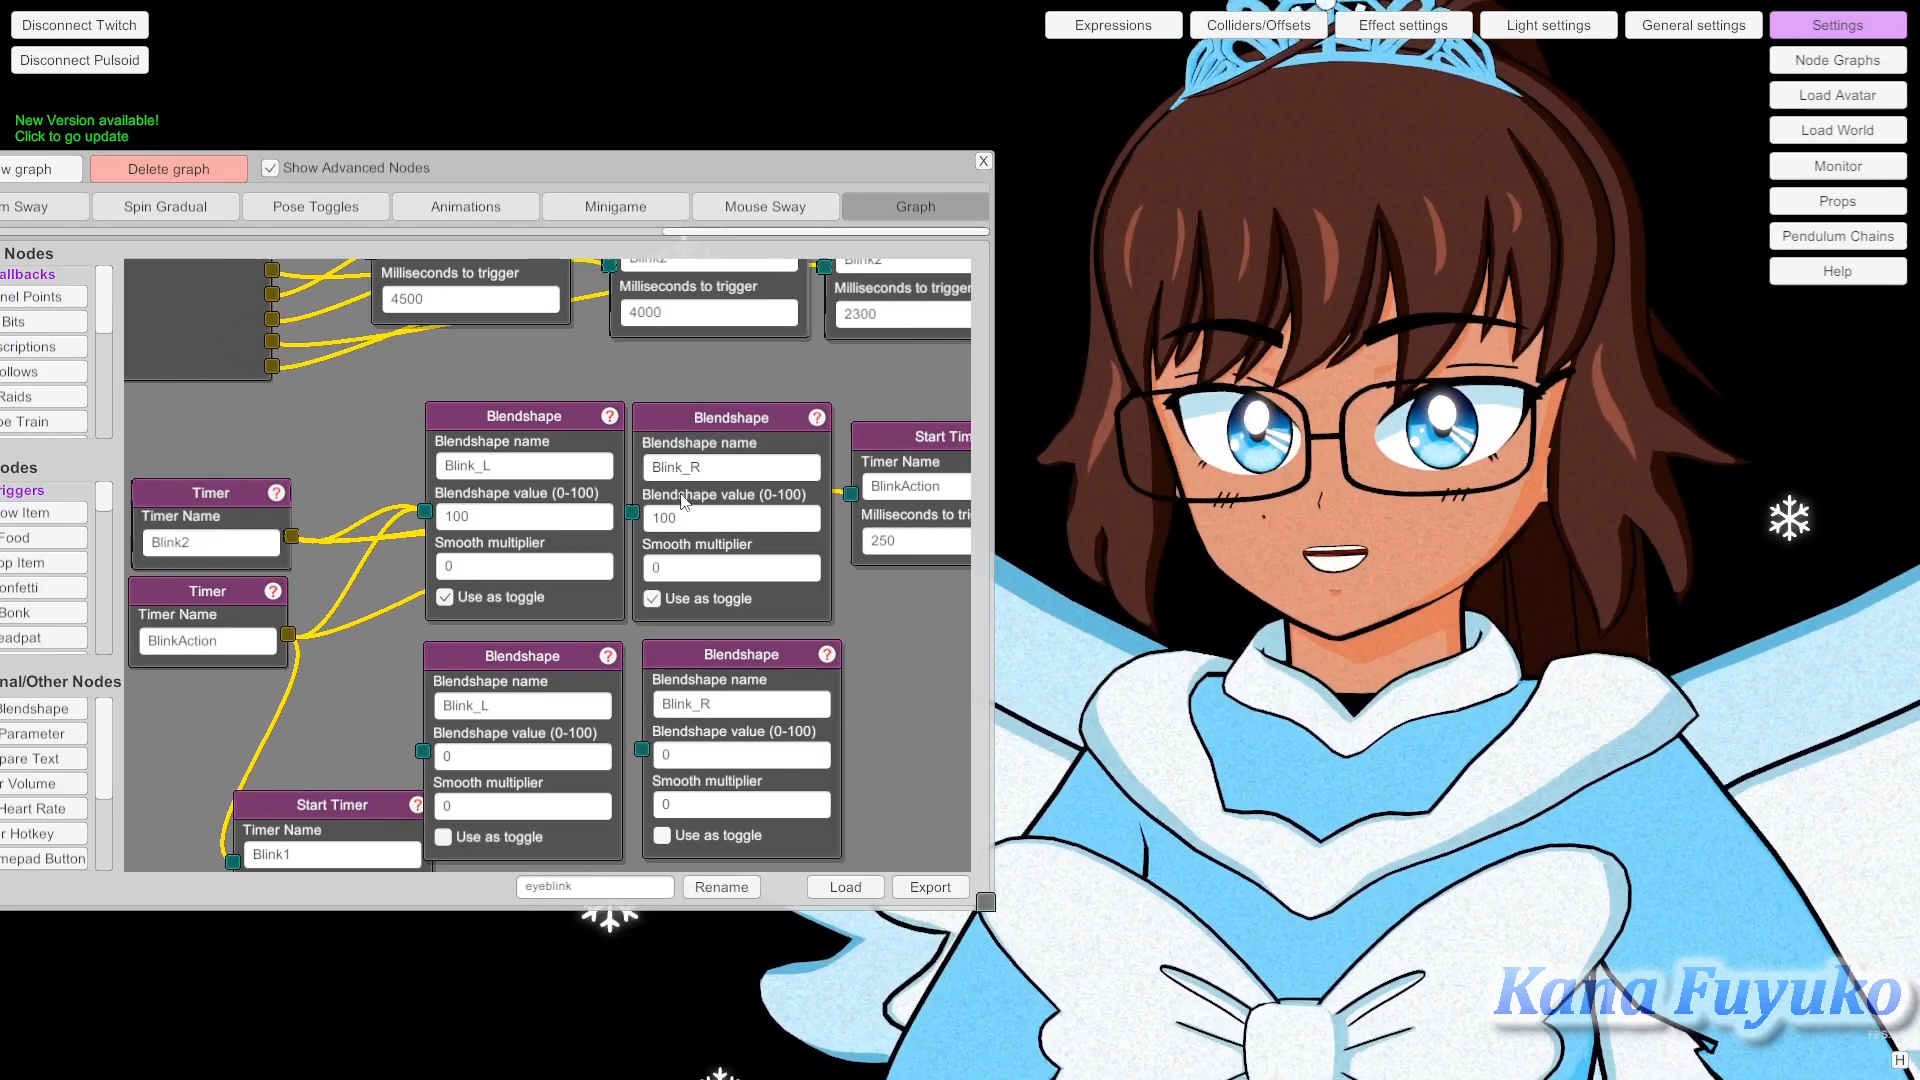 Disconnect Twitch
Disconnect Pulsoid
Expressions
Colliders/Offsets
Effect settings
Light settings
General settings
Settings
Node Graphs
Load Avatar
Load World
Monitor
Props
Pendulum Chains
Help
New Version available!
Click to go update
w graph
Delete graph
Show Advanced Nodes
X
m Sway
Spin Gradual
Pose Toggles
Animations
Minigame
Mouse Sway
Graph
Nodes
allbacks
nel Points
Bits
scriptions
ollows
Raids
pe Train
odes
riggers
ow Item
Food
op Item
onfetti
Bonk
eadpat
nal/Other Nodes
Blendshape
Parameter
pare Text
r Volume
Heart Rate
r Hotkey
mepad Button
Milliseconds to trigger
4500
Blink2
Milliseconds to trigger
4000
Blink2
Milliseconds to trigger
2300
Timer ?
Timer Name
Blink2
Timer ?
Timer Name
BlinkAction
Blendshape ?
Blendshape name
Blink_L
Blendshape value (0-100)
100
Smooth multiplier
0
Use as toggle
Blendshape ?
Blendshape name
Blink_R
Blendshape value (0-100)
100
Smooth multiplier
0
Use as toggle
Start Tim
Timer Name
BlinkAction
Milliseconds to tri
250
Blendshape ?
Blendshape name
Blink_L
Blendshape value (0-100)
0
Smooth multiplier
0
Use as toggle
Blendshape ?
Blendshape name
Blink_R
Blendshape value (0-100)
0
Smooth multiplier
0
Use as toggle
Start Timer ?
Timer Name
Blink1
eyeblink
Rename
Load
Export
Kana Fuyuko
H